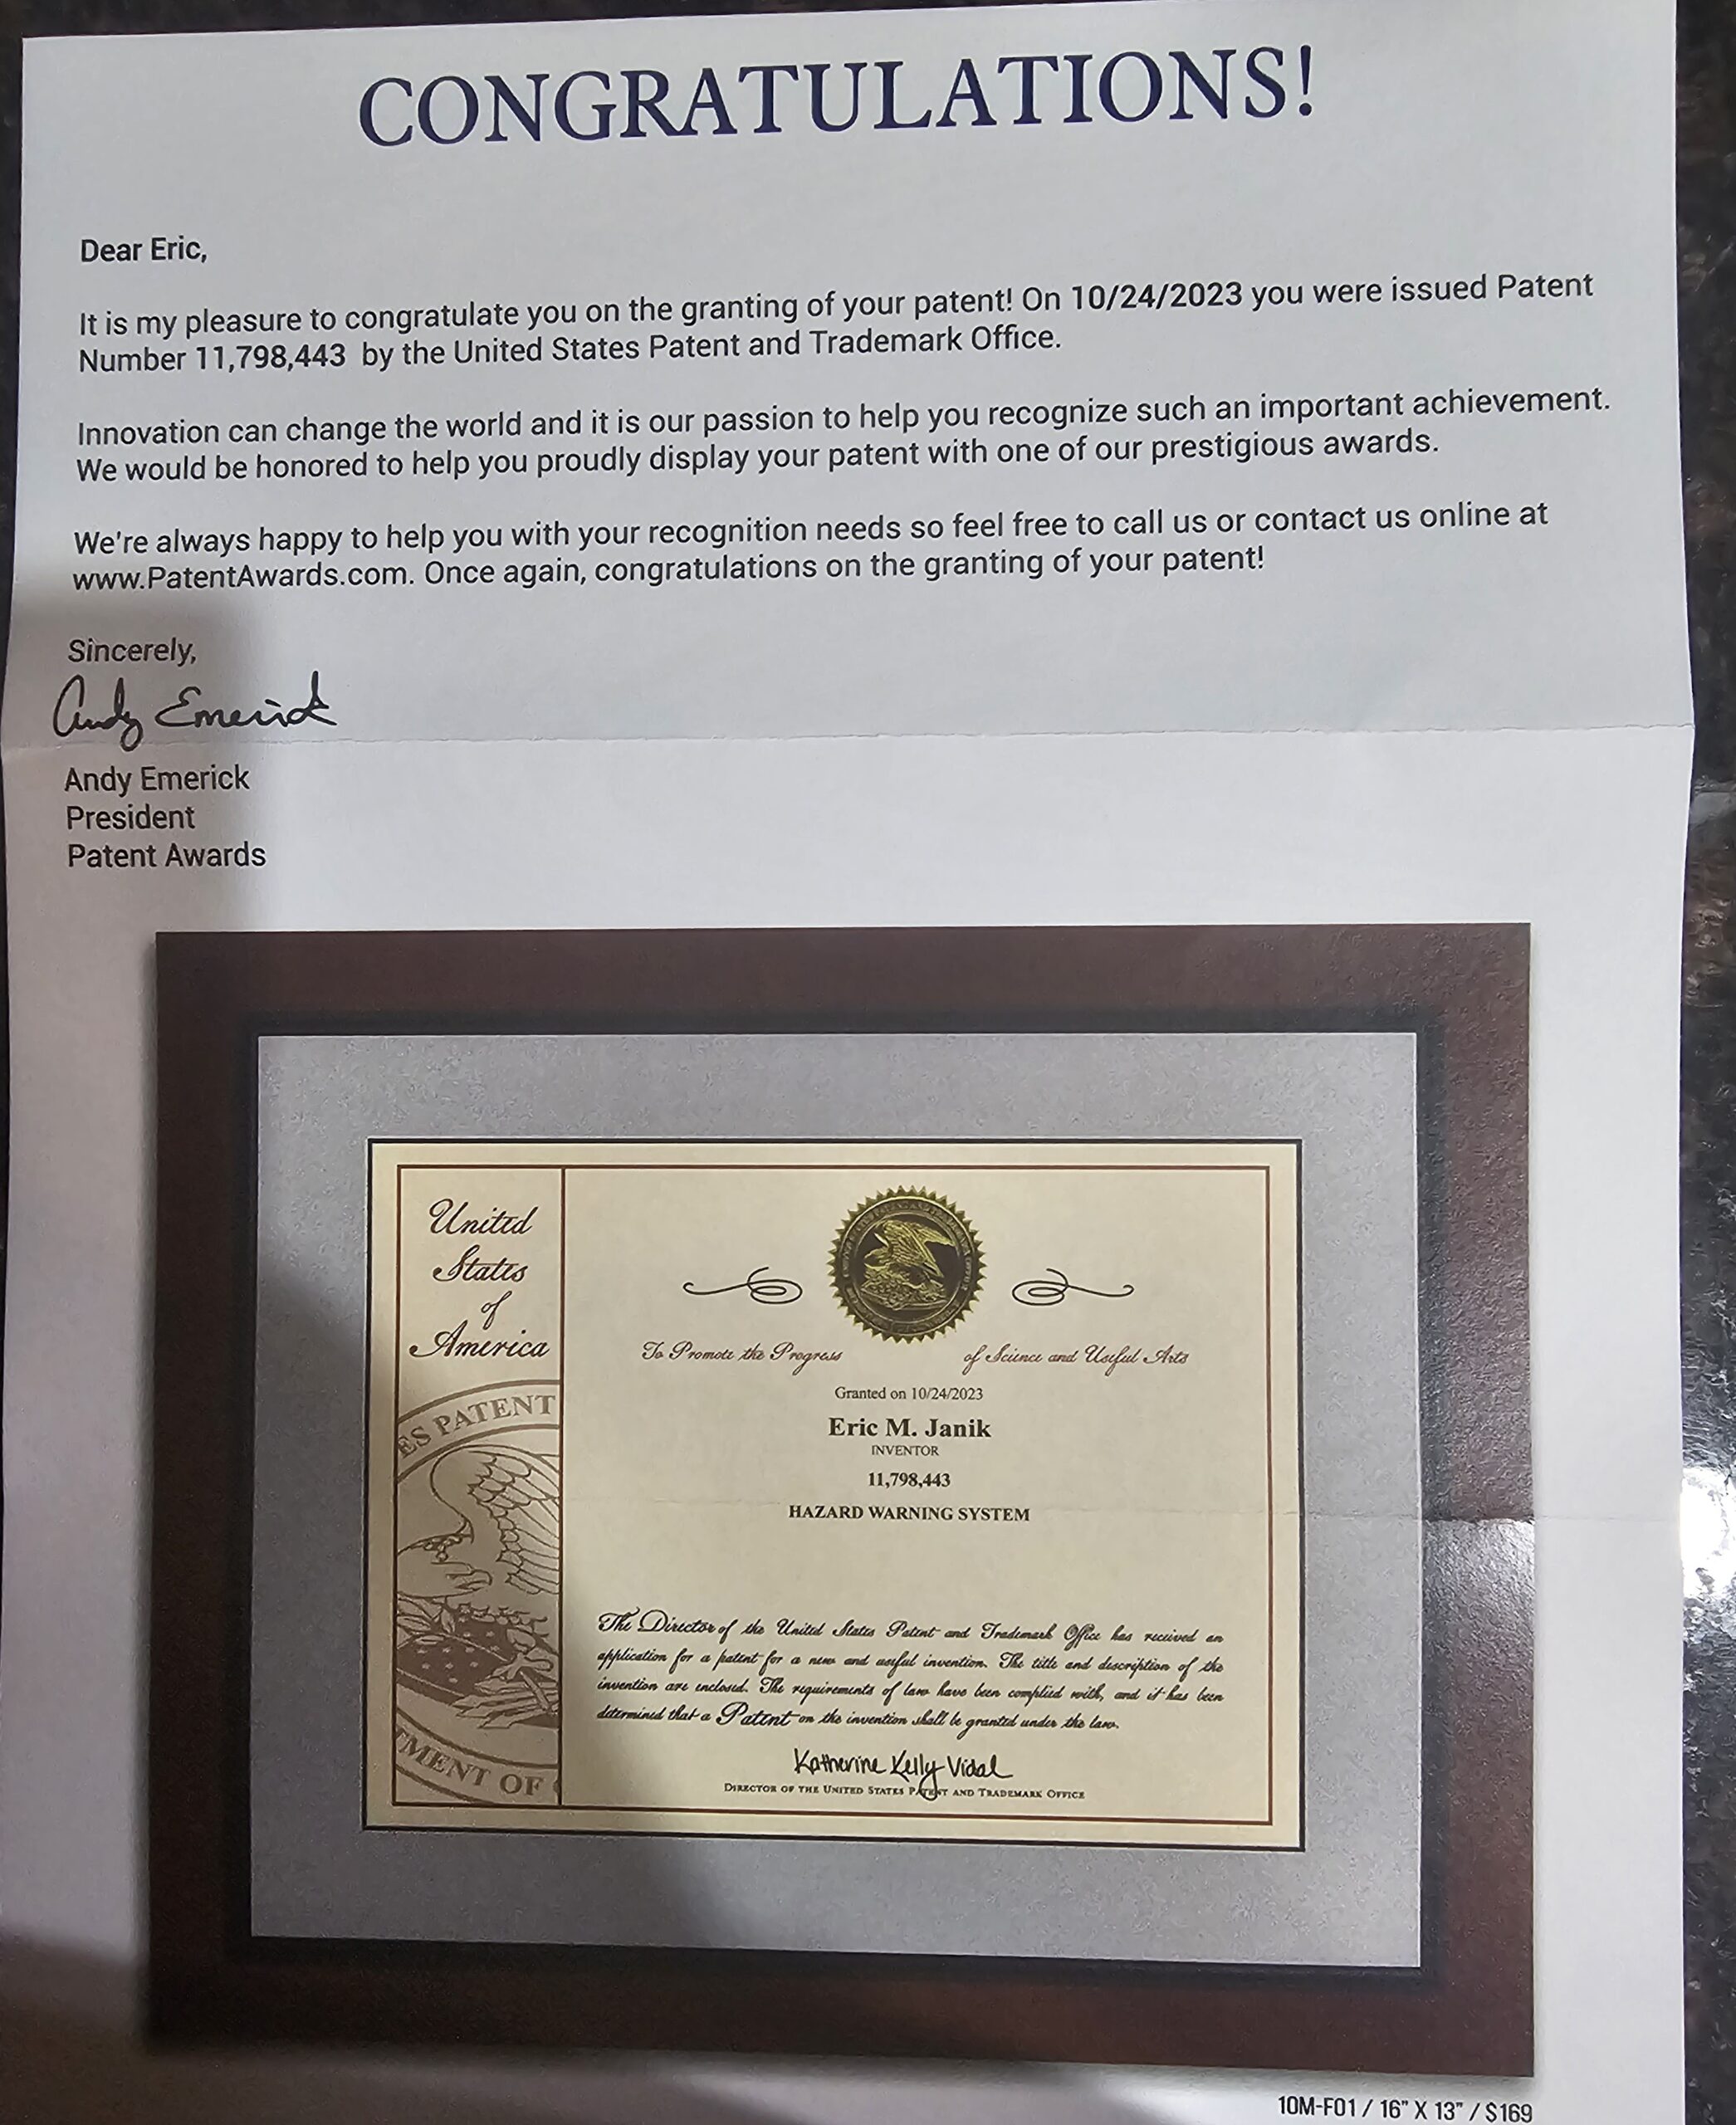 CONGRATULATIONS!
Dear Eric,
It is my pleasure to congratulate you on the granting of your patent! On 10/24/2023 you were issued Patent
Number 11,798,443 by the United States Patent and Trademark Office.
Innovation can change the world and it is our passion to help you recognize such an important achievement.
We would be honored to help you proudly display your patent with one of our prestigious awards.
We're always happy to help you with your recognition needs so feel free to call us or contact us online at
www.PatentAwards.com. Once again, congratulations on the granting of your patent!
Sincerely,
Andy Emerick
Andy Emerick
President
Patent Awards
United
States
of
America
ES PATENT
TMENT OF
To Promote the Progress of Science and Useful Arts
Granted on 10/24/2023
Eric M. Janik
INVENTOR
11,798,443
HAZARD WARNING SYSTEM
The Director of the United States Patent and Trademark Office has received an
application for a patent for a new and useful invention. The title and description of the
invention are enclosed. The requirements of law have been complied with, and it has been
determined that a Patent on the invention shall be granted under the law.
Katherine Kelly Vidal
DIRECTOR OF THE UNITED STATES PATENT AND TRADEMARK OFFICE
10M-F01 / 16" X 13" / $169